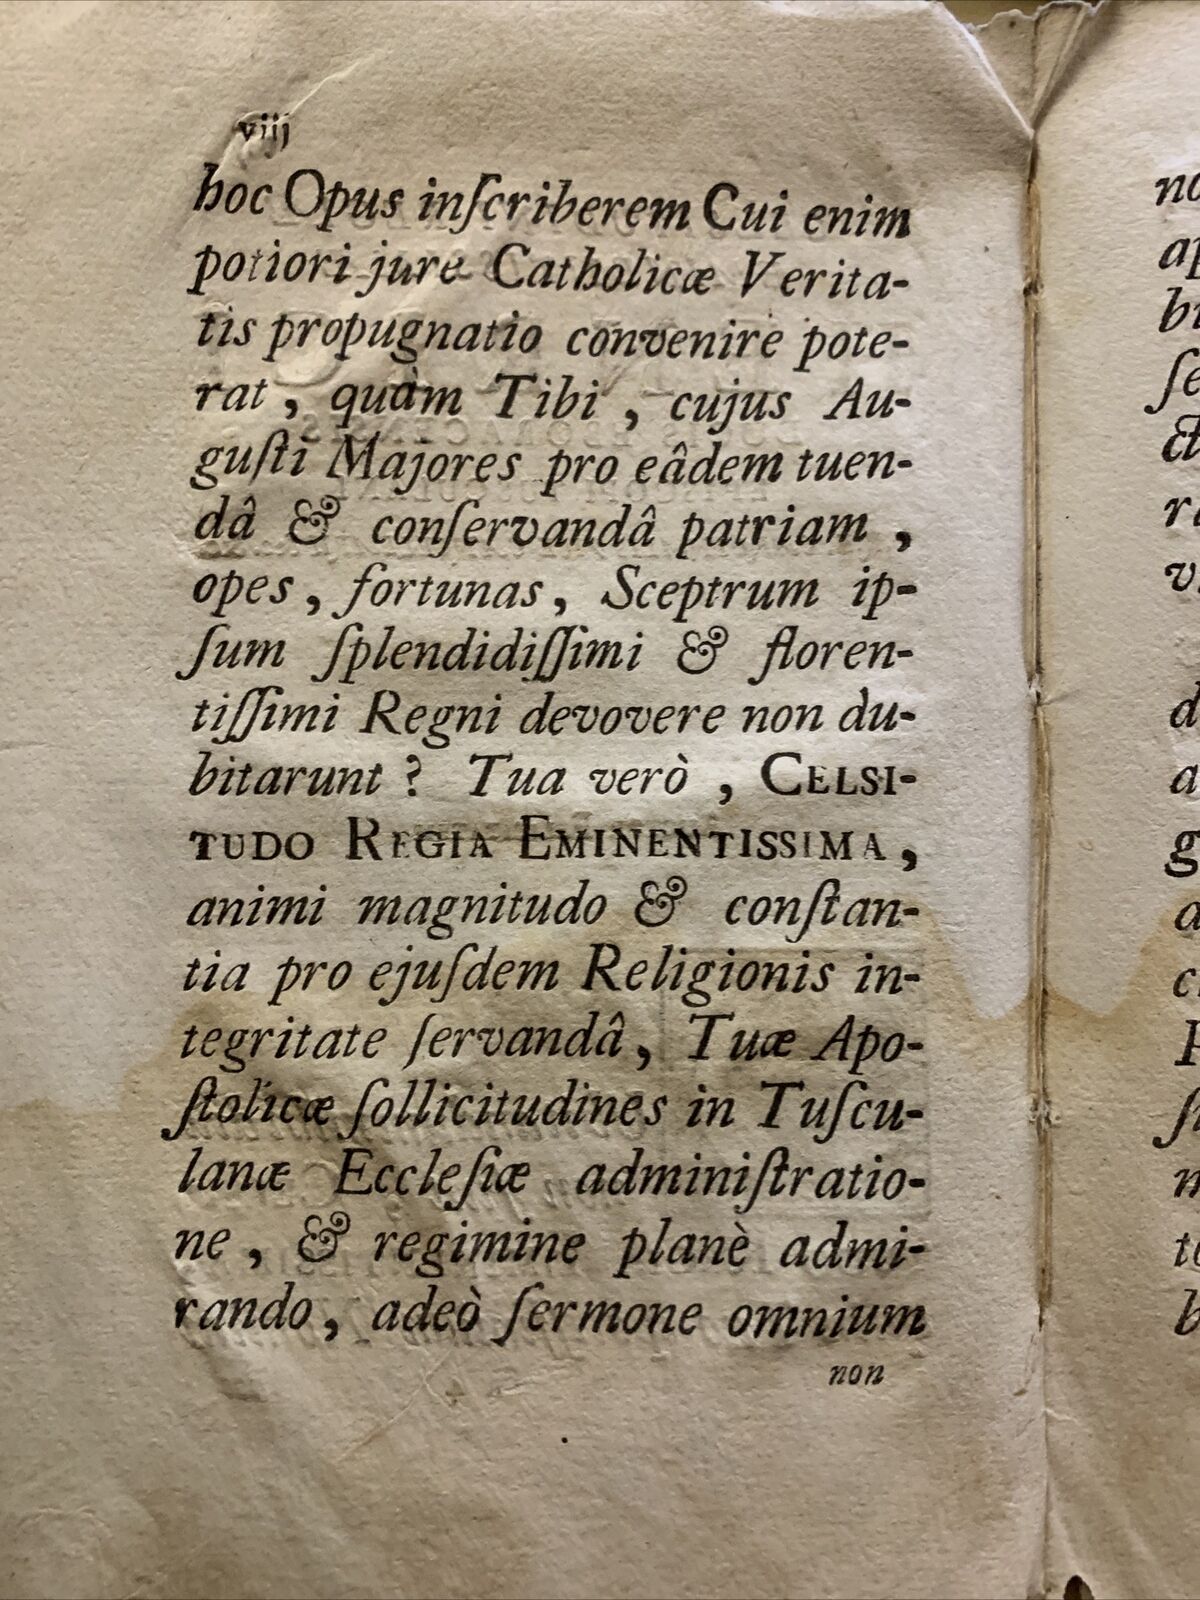 viij
hoc Opus inſcriberem Cui enim
potiori jure Catholicæ Verita-
tis propugnatio convenire pote-
rat, quàm Tibi, cujus Au-
guſti Majores pro eâdem tuen-
dâ & conſervandâ patriam,
opes, fortunas, Sceptrum ip-
ſum ſplendidiſſimi & floren-
tiſſimi Regni devovere non du-
bitarunt? Tua verò, CELSI-
TUDO REGIA EMINENTISSIMA,
animi magnitudo & conſtan-
tia pro ejuſdem Religionis in-
tegritate ſervandâ, Tuæ Apo-
ſtolicæ ſollicitudines in Tuſcu-
lanæ Eccleſiæ adminiſtratio-
ne, & regimine planè admi-
rando, adeò ſermone omnium
non